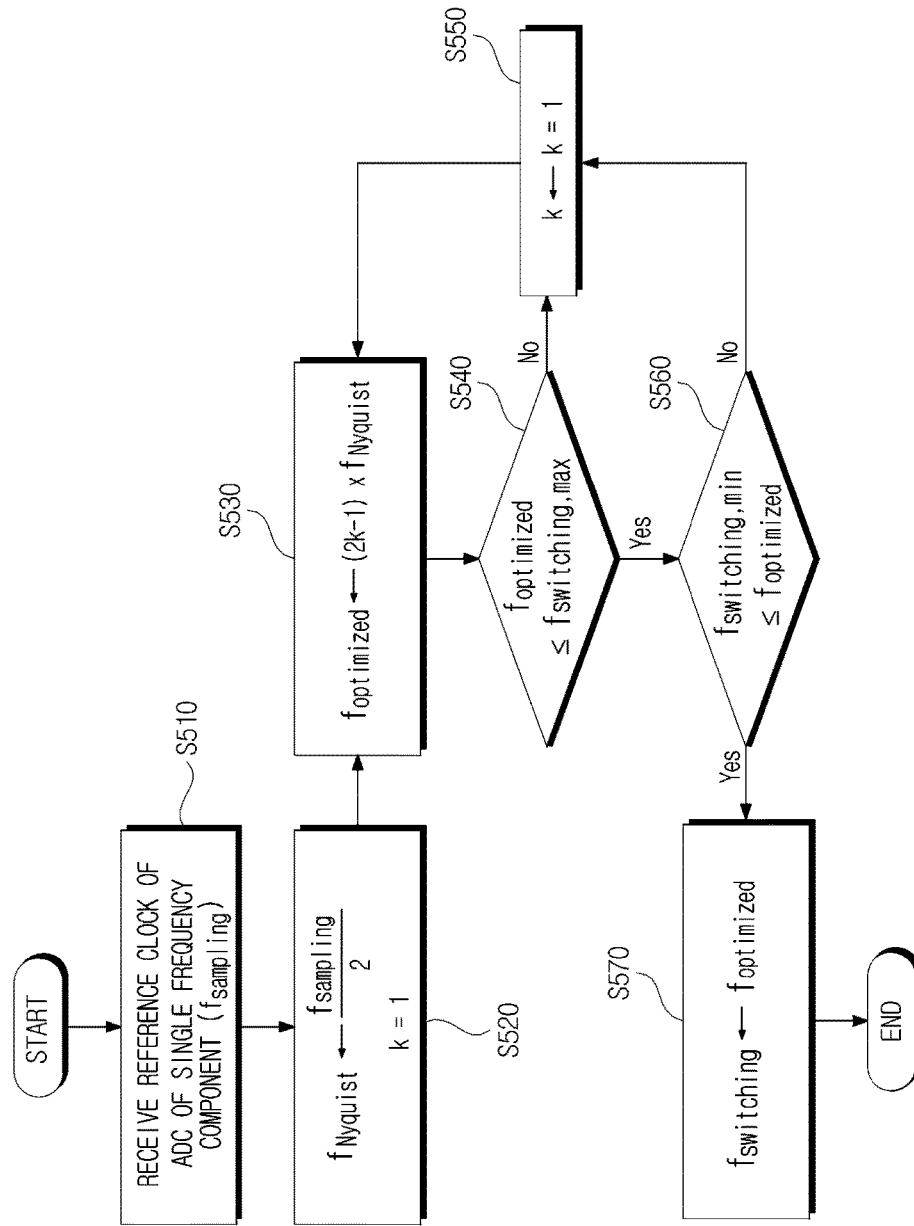 START
S510
RECEIVE REFERENCE CLOCK OF
ADC OF SINGLE FREQUENCY
COMPONENT (fsampling)
fNyquist ← fsampling / 2
k = 1
S520
S530
foptimized ← (2k-1) x fNyquist
S540
foptimized
≤ fswitching,max
No
Yes
S550
k ← k = 1
S560
fswitching,min
≤ foptimized
No
Yes
S570
fswitching ← foptimized
END